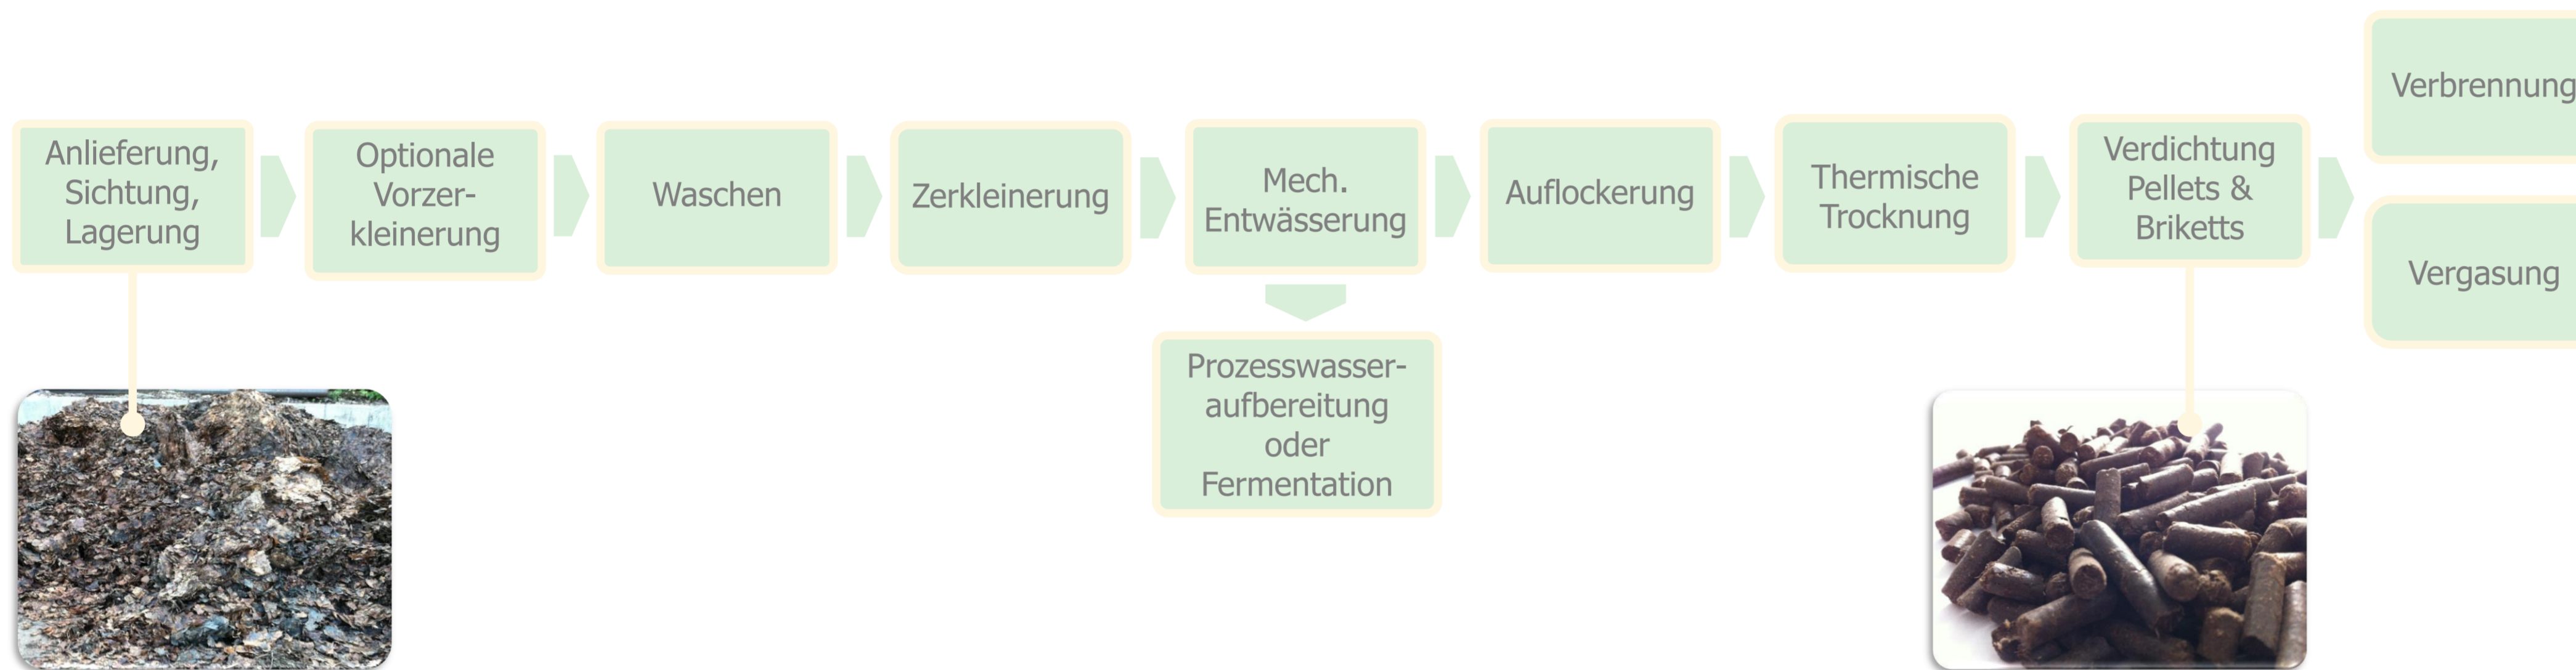 Anlieferung,
Sichtung,
Lagerung
Optionale
Vorzer-
kleinerung
Waschen
Zerkleinerung
Mech.
Entwässerung
Prozesswasser-
aufbereitung
oder
Fermentation
Auflockerung
Thermische
Trocknung
Verdichtung
Pellets &
Briketts
Verbrennung
Vergasung